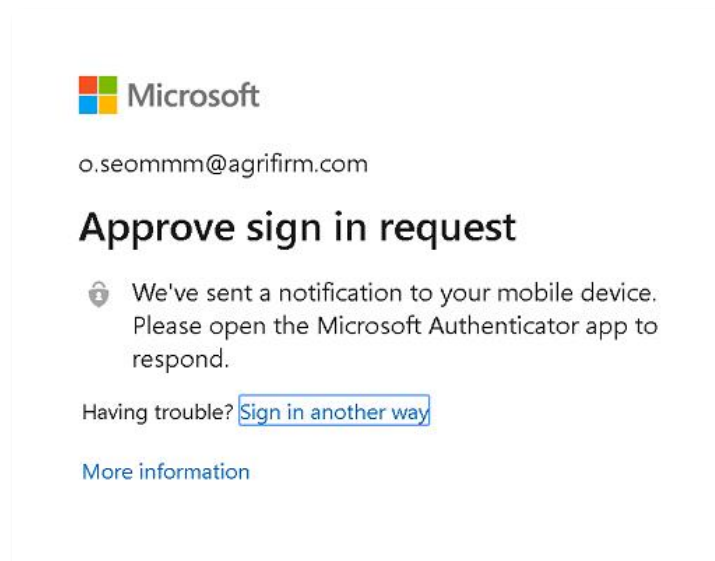 Microsoft
o.seommm@agrifirm.com
Approve sign in request
We've sent a notification to your mobile device.
Please open the Microsoft Authenticator app to
respond.
Having trouble? Sign in another way
More information